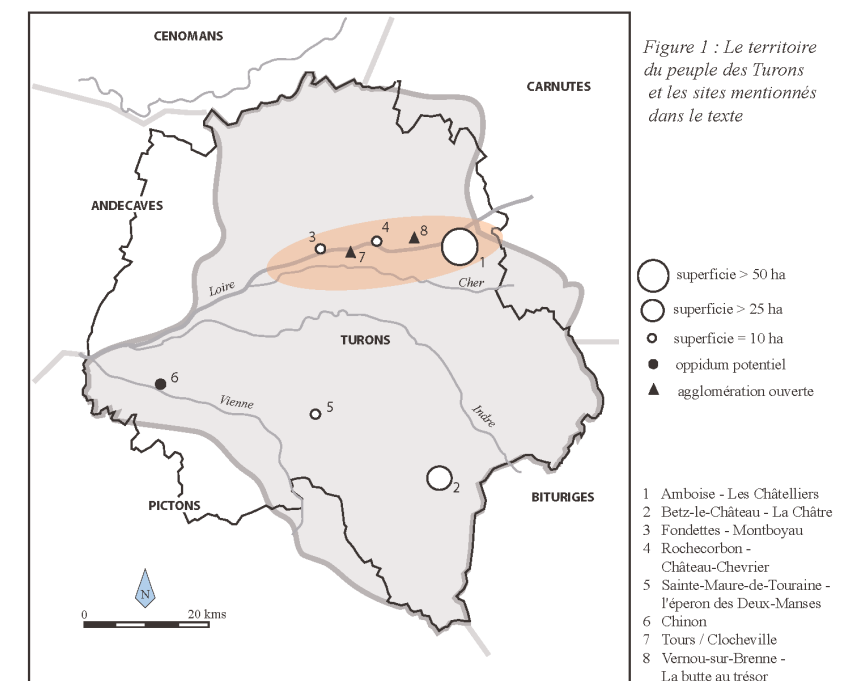 CENOMANS
CARNUTES
ANDECAVES
3
4
8
7
1
Loire
Cher
TURONS
6
Vienne
5
Indre
2
PICTONS
BITURIGES
N
0 20 kms
Figure 1 : Le territoire
du peuple des Turons
et les sites mentionnés
dans le texte
superficie > 50 ha
superficie > 25 ha
superficie = 10 ha
oppidum potentiel
agglomération ouverte
1 Amboise - Les Châtelliers
2 Betz-le-Château - La Châtre
3 Fondettes - Montboyau
4 Rochecorbon -
Château-Chevrier
5 Sainte-Maure-de-Touraine -
l'éperon des Deux-Manses
6 Chinon
7 Tours / Clocheville
8 Vernou-sur-Brenne -
La butte au trésor